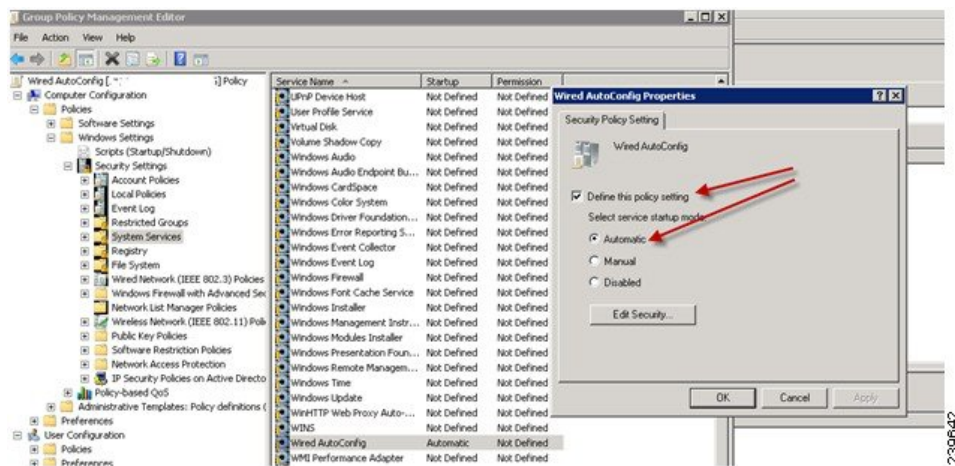 Group Policy Management Editor
File Action View Help
Wired AutoConfig [ ] Policy
Computer Configuration
Policies
Software Settings
Windows Settings
Scripts (Startup/Shutdown)
Security Settings
Account Policies
Local Policies
Event Log
Restricted Groups
System Services
Registry
File System
Wired Network (IEEE 802.3) Policies
Windows Firewall with Advanced Sec
Network List Manager Policies
Wireless Network (IEEE 802.11) Poli
Public Key Policies
Software Restriction Policies
Network Access Protection
IP Security Policies on Active Directo
Policy-based QoS
Administrative Templates: Policy definitions (
Preferences
User Configuration
Policies
Preferences
Service Name Startup Permission
UPnP Device Host Not Defined Not Defined
User Profile Service Not Defined Not Defined
Virtual Disk Not Defined Not Defined
Volume Shadow Copy Not Defined Not Defined
Windows Audio Not Defined Not Defined
Windows Audio Endpoint Bu... Not Defined Not Defined
Windows CardSpace Not Defined Not Defined
Windows Color System Not Defined Not Defined
Windows Driver Foundation... Not Defined Not Defined
Windows Error Reporting S... Not Defined Not Defined
Windows Event Collector Not Defined Not Defined
Windows Event Log Not Defined Not Defined
Windows Firewall Not Defined Not Defined
Windows Font Cache Service Not Defined Not Defined
Windows Installer Not Defined Not Defined
Windows Management Instr... Not Defined Not Defined
Windows Modules Installer Not Defined Not Defined
Windows Presentation Foun... Not Defined Not Defined
Windows Remote Managem... Not Defined Not Defined
Windows Time Not Defined Not Defined
Windows Update Not Defined Not Defined
WinHTTP Web Proxy Auto-... Not Defined Not Defined
WINS Not Defined Not Defined
Wired AutoConfig Automatic Not Defined
WMI Performance Adapter Not Defined Not Defined
Wired AutoConfig Properties
Security Policy Setting
Wired AutoConfig
Define this policy setting
Select service startup mode:
Automatic
Manual
Disabled
Edit Security...
OK Cancel Apply
239642